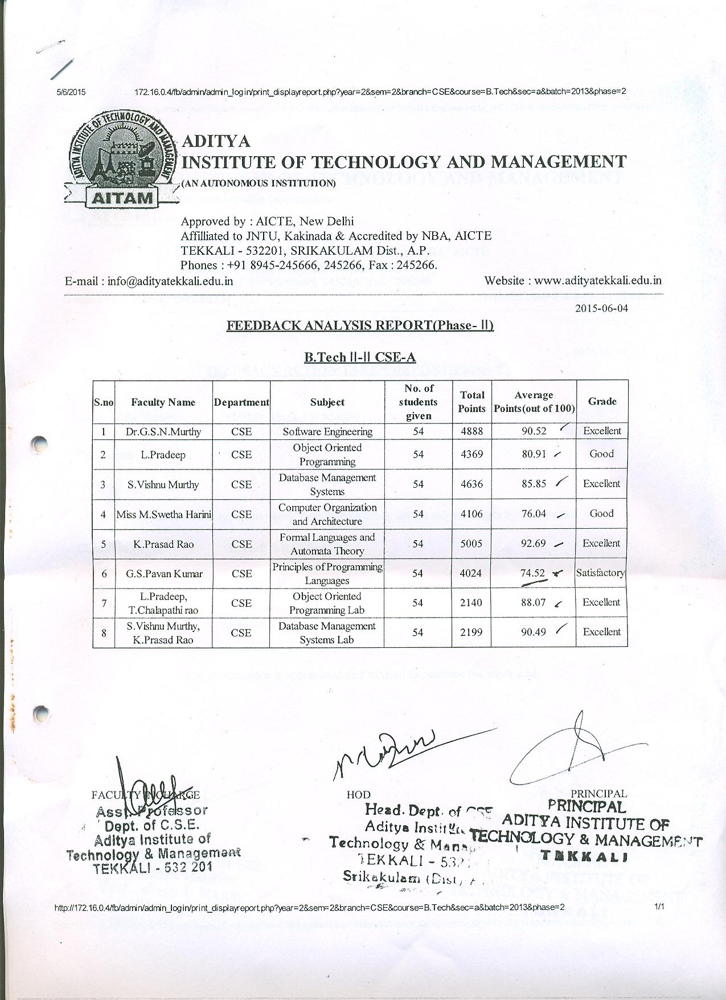 5/6/2015 172.16.0.4/fb/admin/admin_login/print_displayreport.php?year=2&sem=2&branch=CSE&course=B.Tech&sec=a&batch=2013&phase=2
ADITYA INSTITUTE OF TECHNOLOGY AND MANAGEMENT
AITAM
ADITYA
INSTITUTE OF TECHNOLOGY AND MANAGEMENT
(AN AUTONOMOUS INSTITUTION)
Approved by : AICTE, New Delhi
Affilliated to JNTU, Kakinada & Accredited by NBA, AICTE
TEKKALI - 532201, SRIKAKULAM Dist., A.P.
Phones : +91 8945-245666, 245266, Fax : 245266.
E-mail : info@adityatekkali.edu.in Website : www.adityatekkali.edu.in
2015-06-04
FEEDBACK ANALYSIS REPORT(Phase- II)
B.Tech II-II CSE-A
S.no Faculty Name Department Subject No. of students given Total Points Average Points(out of 100) Grade
1 Dr.G.S.N.Murthy CSE Software Engineering 54 4888 90.52 Excellent
2 L.Pradeep CSE Object Oriented Programming 54 4369 80.91 Good
3 S.Vishnu Murthy CSE Database Management Systems 54 4636 85.85 Excellent
4 Miss M.Swetha Harini CSE Computer Organization and Architecture 54 4106 76.04 Good
5 K.Prasad Rao CSE Formal Languages and Automata Theory 54 5005 92.69 Excellent
6 G.S.Pavan Kumar CSE Principles of Programming Languages 54 4024 74.52 Satisfactory
7 L.Pradeep, T.Chalapathi rao CSE Object Oriented Programming Lab 54 2140 88.07 Excellent
8 S.Vishnu Murthy, K.Prasad Rao CSE Database Management Systems Lab 54 2199 90.49 Excellent
FACULTY INCHARGE HOD PRINCIPAL
Asst. Professor
Dept. of C.S.E.
Aditya Institute of
Technology & Management
TEKKALI - 532 201
Head. Dept. of CSE
Aditya
Technology &
TEKKALI -
Srikakulam (Dist)
PRINCIPAL
ADITYA INSTITUTE OF
TECHNOLOGY & MANAGEMENT
TEKKALI
http://172.16.0.4/fb/admin/admin_login/print_displayreport.php?year=2&sem=2&branch=CSE&course=B.Tech&sec=a&batch=2013&phase=2 1/1